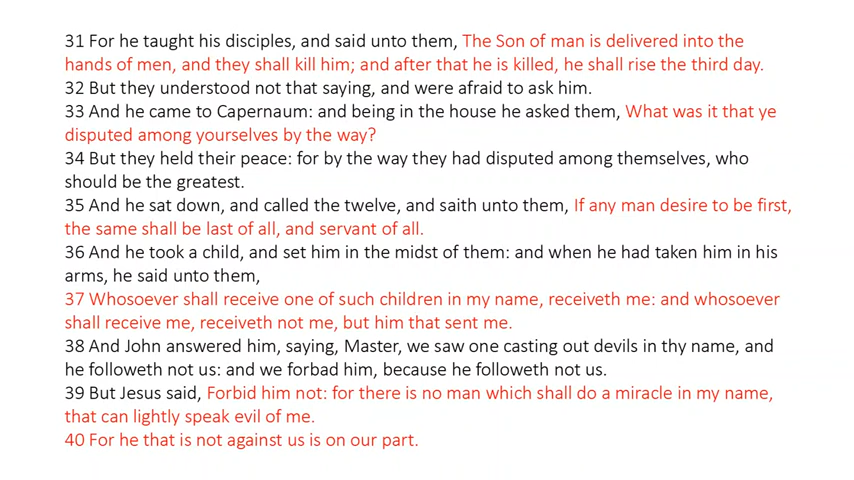 31 For he taught his disciples, and said unto them, The Son of man is delivered into the
hands of men, and they shall kill him; and after that he is killed, he shall rise the third day.
32 But they understood not that saying, and were afraid to ask him.
33 And he came to Capernaum: and being in the house he asked them, What was it that ye
disputed among yourselves by the way?
34 But they held their peace: for by the way they had disputed among themselves, who
should be the greatest.
35 And he sat down, and called the twelve, and saith unto them, If any man desire to be first,
the same shall be last of all, and servant of all.
36 And he took a child, and set him in the midst of them: and when he had taken him in his
arms, he said unto them,
37 Whosoever shall receive one of such children in my name, receiveth me: and whosoever
shall receive me, receiveth not me, but him that sent me.
38 And John answered him, saying, Master, we saw one casting out devils in thy name, and
he followeth not us: and we forbad him, because he followeth not us.
39 But Jesus said, Forbid him not: for there is no man which shall do a miracle in my name,
that can lightly speak evil of me.
40 For he that is not against us is on our part.